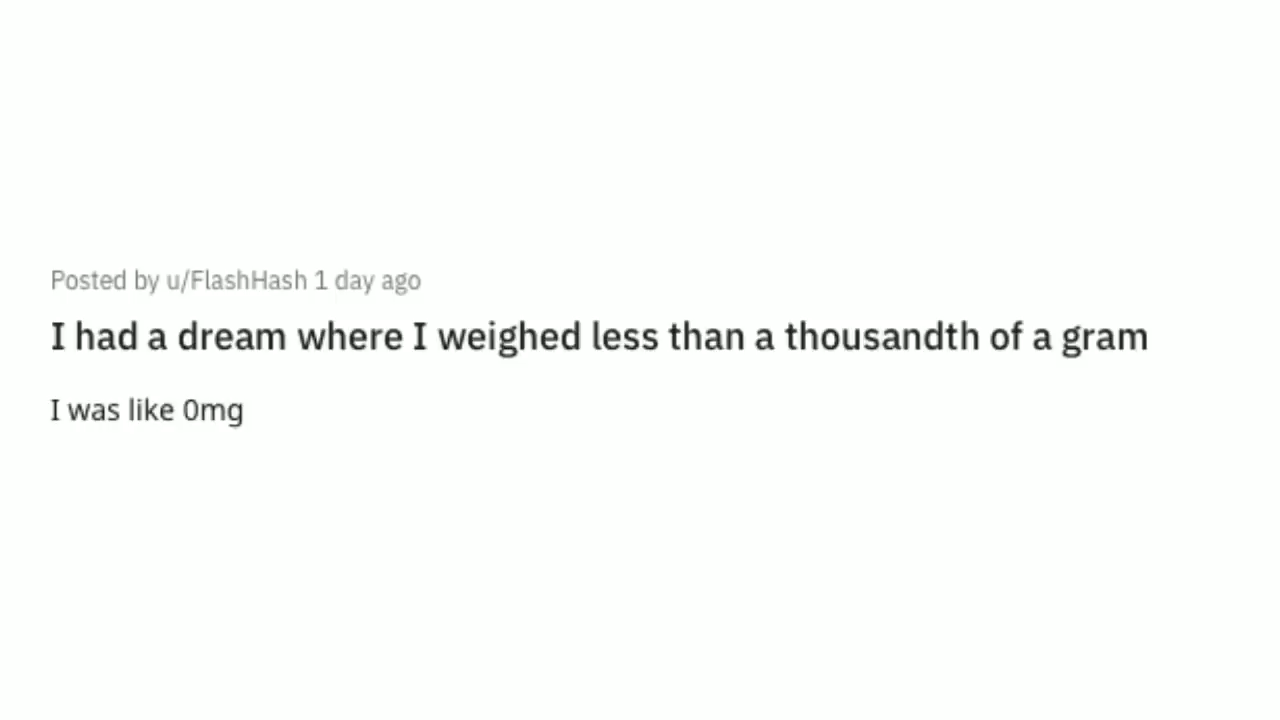 Posted by u/FlashHash 1 day ago
I had a dream where I weighed less than a thousandth of a gram
I was like 0mg